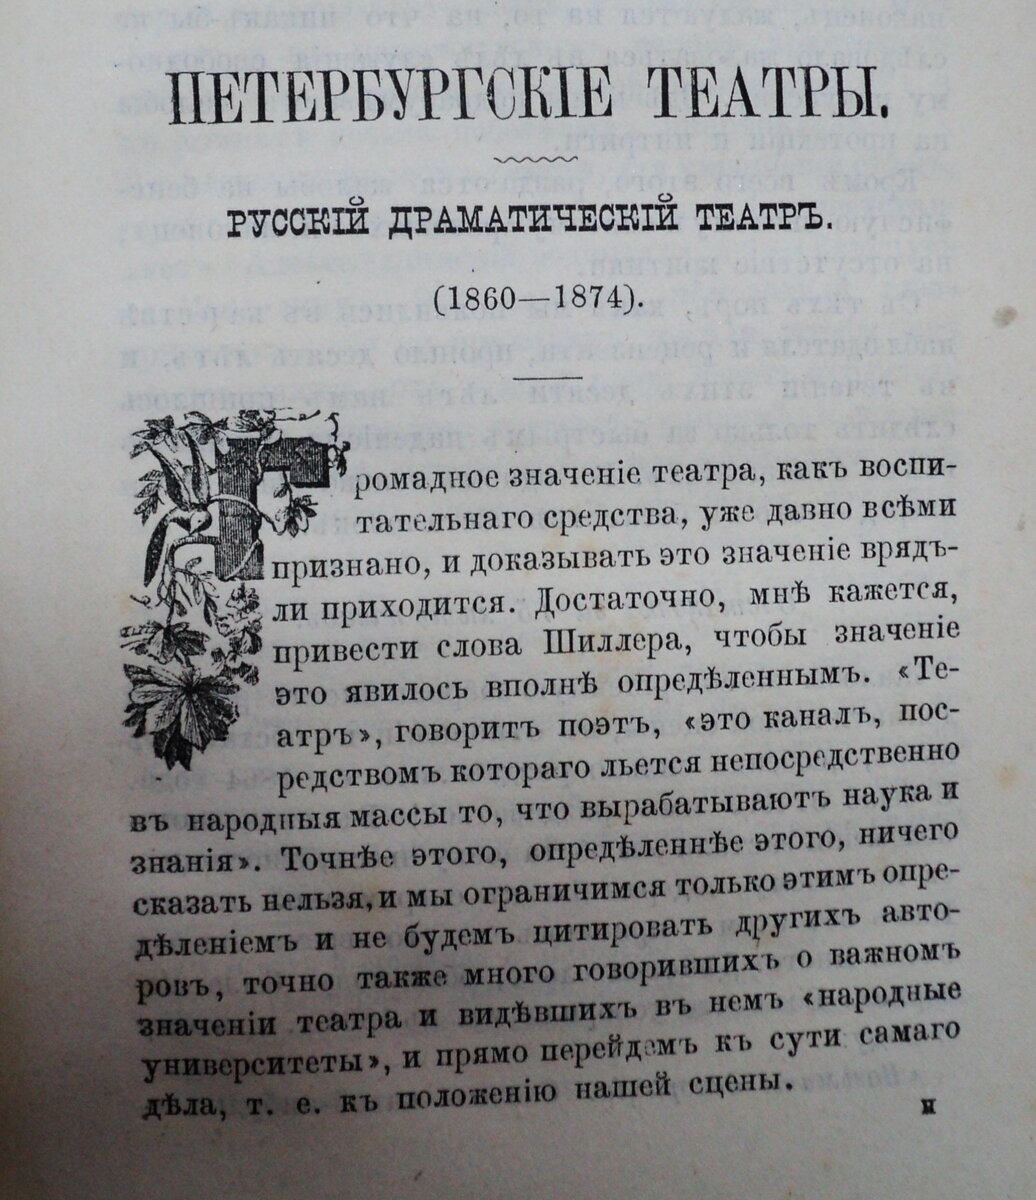 ПЕТЕРБУРГСКІЕ ТЕАТРЫ.
РУССКІЙ ДРАМАТИЧЕСКІЙ ТЕАТРЪ.
(1860—1874).
Громадное значеніе театра, какъ воспи-
тательнаго средства, уже давно всѣми
признано, и доказывать это значеніе врядъ-
ли приходится. Достаточно, мнѣ кажется,
привести слова Шиллера, чтобы значеніе
это явилось вполнѣ опредѣленнымъ. «Те-
атръ», говоритъ поэтъ, «это каналъ, пос-
редствомъ котораго льется непосредственно
въ народныя массы то, что вырабатываютъ наука и
знанія». Точнѣе этого, опредѣленнѣе этого, ничего
сказать нельзя, и мы ограничимся только этимъ опре-
дѣленіемъ и не будемъ цитировать другихъ авто-
ровъ, точно также много говорившихъ о важномъ
значеніи театра и видѣвшихъ въ немъ «народные
университеты», и прямо перейдемъ къ сути самаго
дѣла, т. е. къ положенію нашей сцены.
и